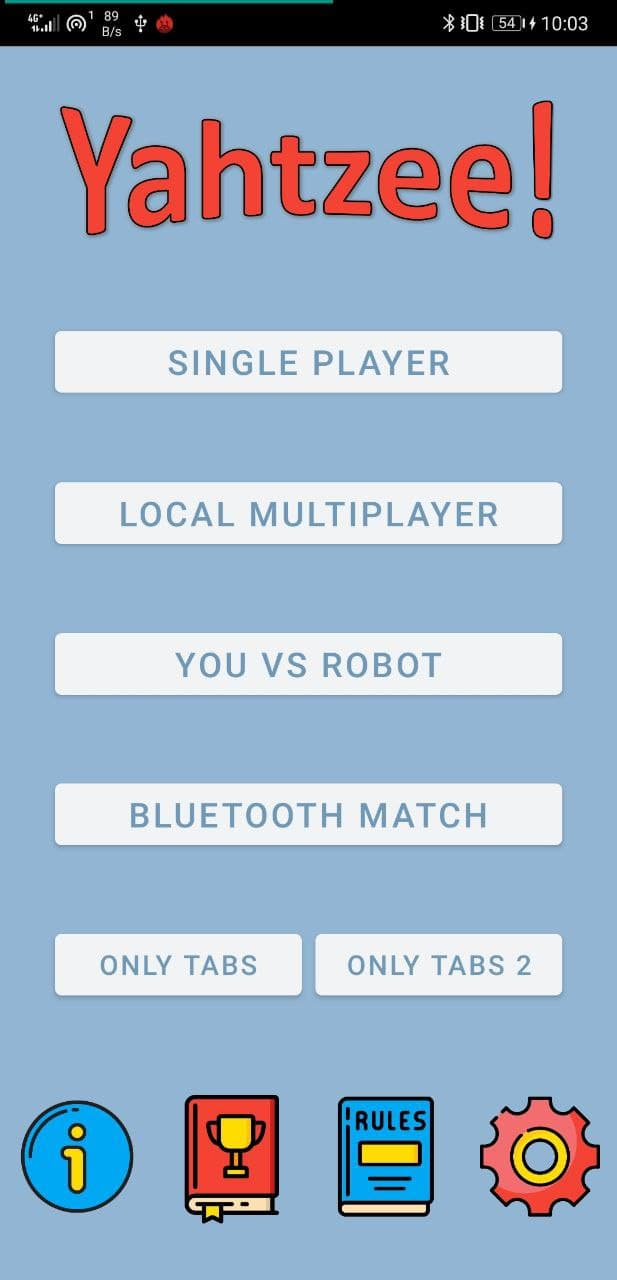 4G+ 1 89 B/s 54 10:03
Yahtzee!
SINGLE PLAYER
LOCAL MULTIPLAYER
YOU VS ROBOT
BLUETOOTH MATCH
ONLY TABS ONLY TABS 2
RULES